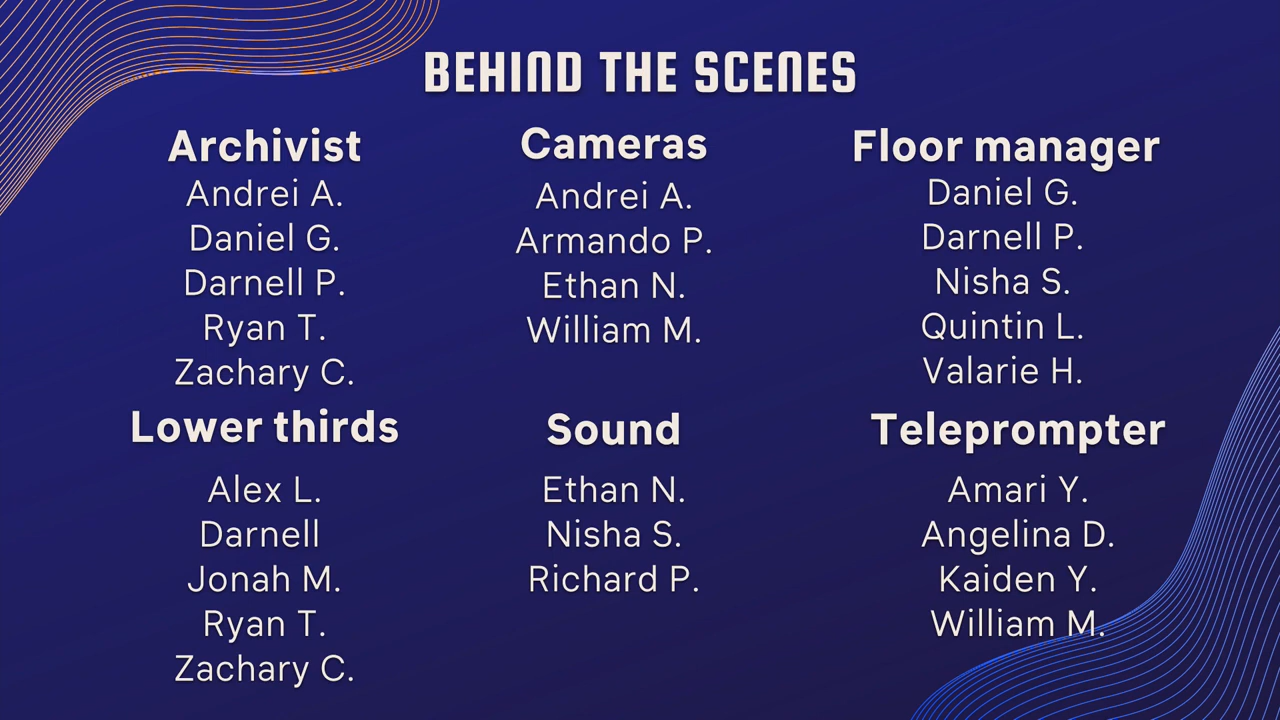 BEHIND THE SCENES
Archivist
Andrei A.
Daniel G.
Darnell P.
Ryan T.
Zachary C.
Cameras
Andrei A.
Armando P.
Ethan N.
William M.
Floor manager
Daniel G.
Darnell P.
Nisha S.
Quintin L.
Valarie H.
Lower thirds
Alex L.
Darnell
Jonah M.
Ryan T.
Zachary C.
Sound
Ethan N.
Nisha S.
Richard P.
Teleprompter
Amari Y.
Angelina D.
Kaiden Y.
William M.